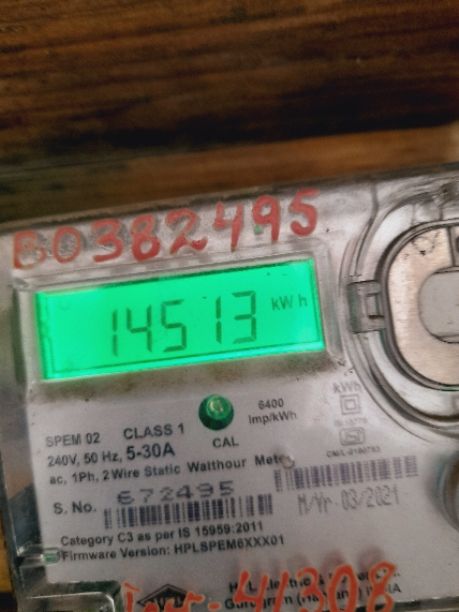 B0382495
14513 kWh
6400
Imp/kWh
kWh
SPEM 02 CLASS 1
CAL
240V, 50 Hz, 5-30A
ac, 1Ph, 2 Wire Static Watthour Meter
S. No. 672495
M/Yr. 03/2021
Category C3 as per IS 15959:2011
Firmware Version: HPLSPEM6XXX01